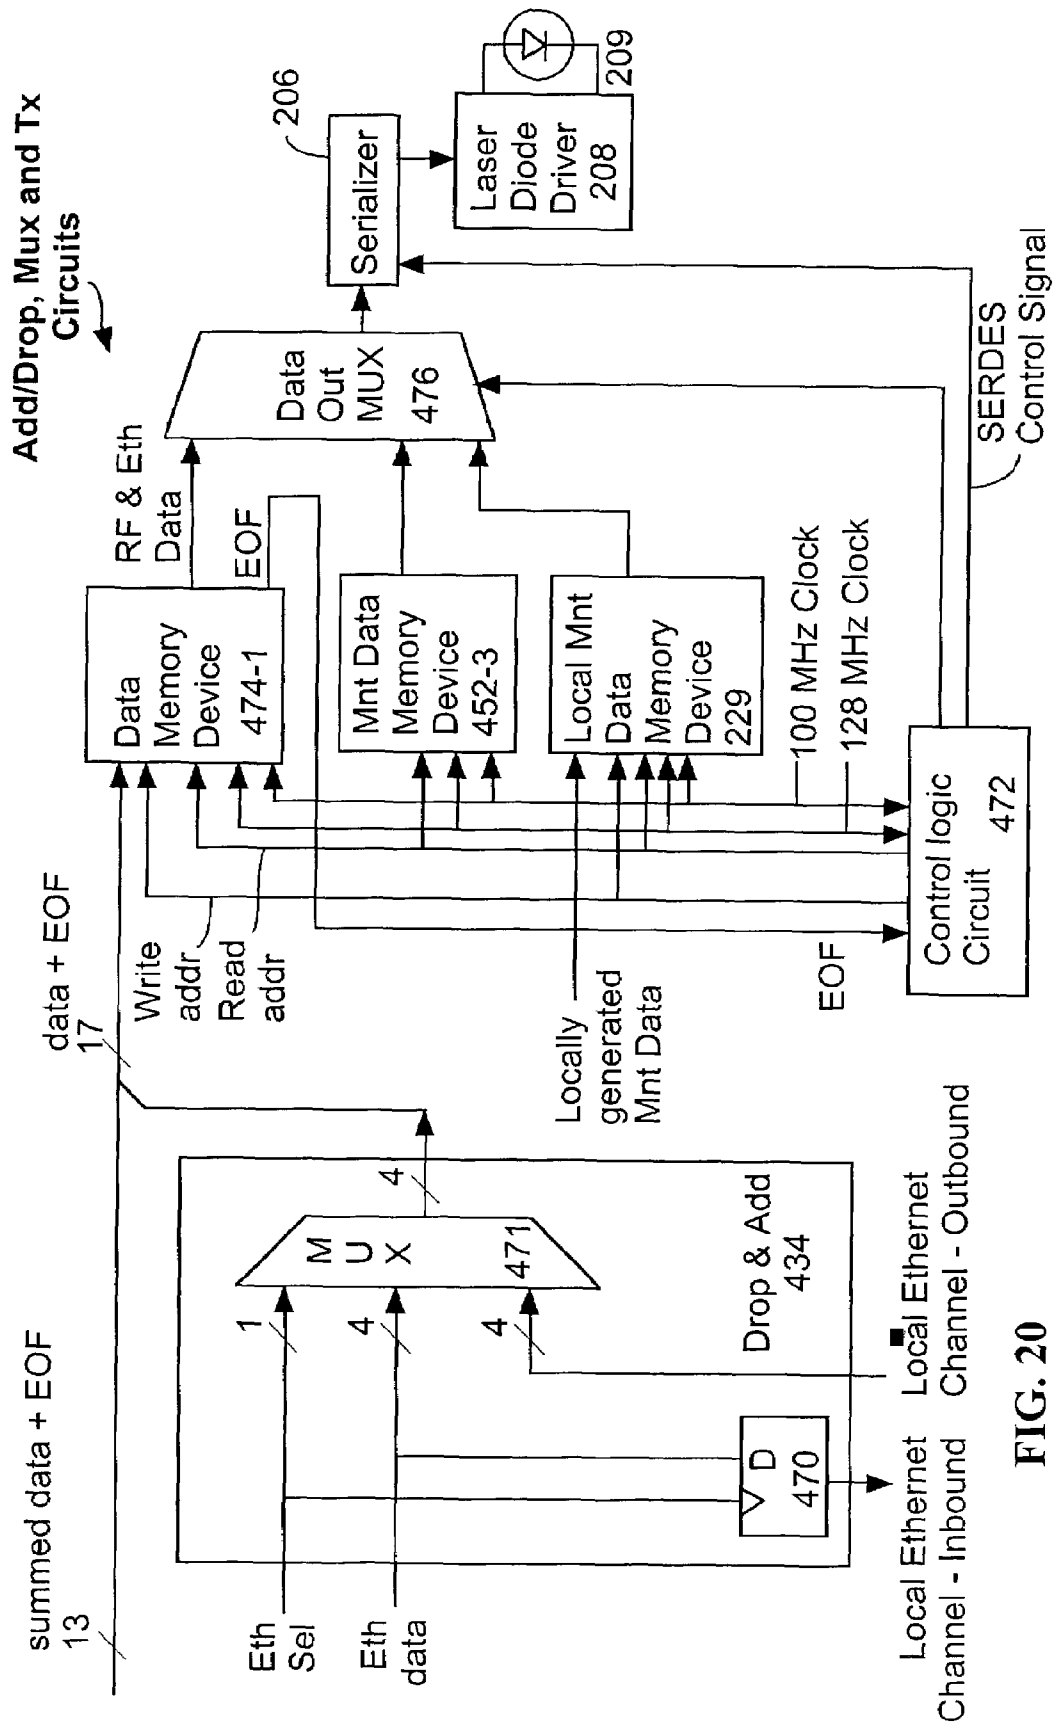 Add/Drop, Mux and Tx
Circuits
summed data + EOF
13
data + EOF
17
Write
addr
Read
addr
Data
Memory
Device
474-1
RF & Eth
Data
EOF
Mnt Data
Memory
Device
452-3
Local Mnt
Data
Memory
Device
229
Data
Out
MUX
476
206
Serializer
Laser
Diode
Driver
208
209
Eth
Sel
Eth
data
1
4
4
M
U
X
471
4
D
470
Drop & Add
434
Locally
generated
Mnt Data
EOF
100 MHz Clock
128 MHz Clock
Control logic
Circuit
472
SERDES
Control Signal
Local Ethernet
Channel - Inbound
Local Ethernet
Channel - Outbound
FIG. 20